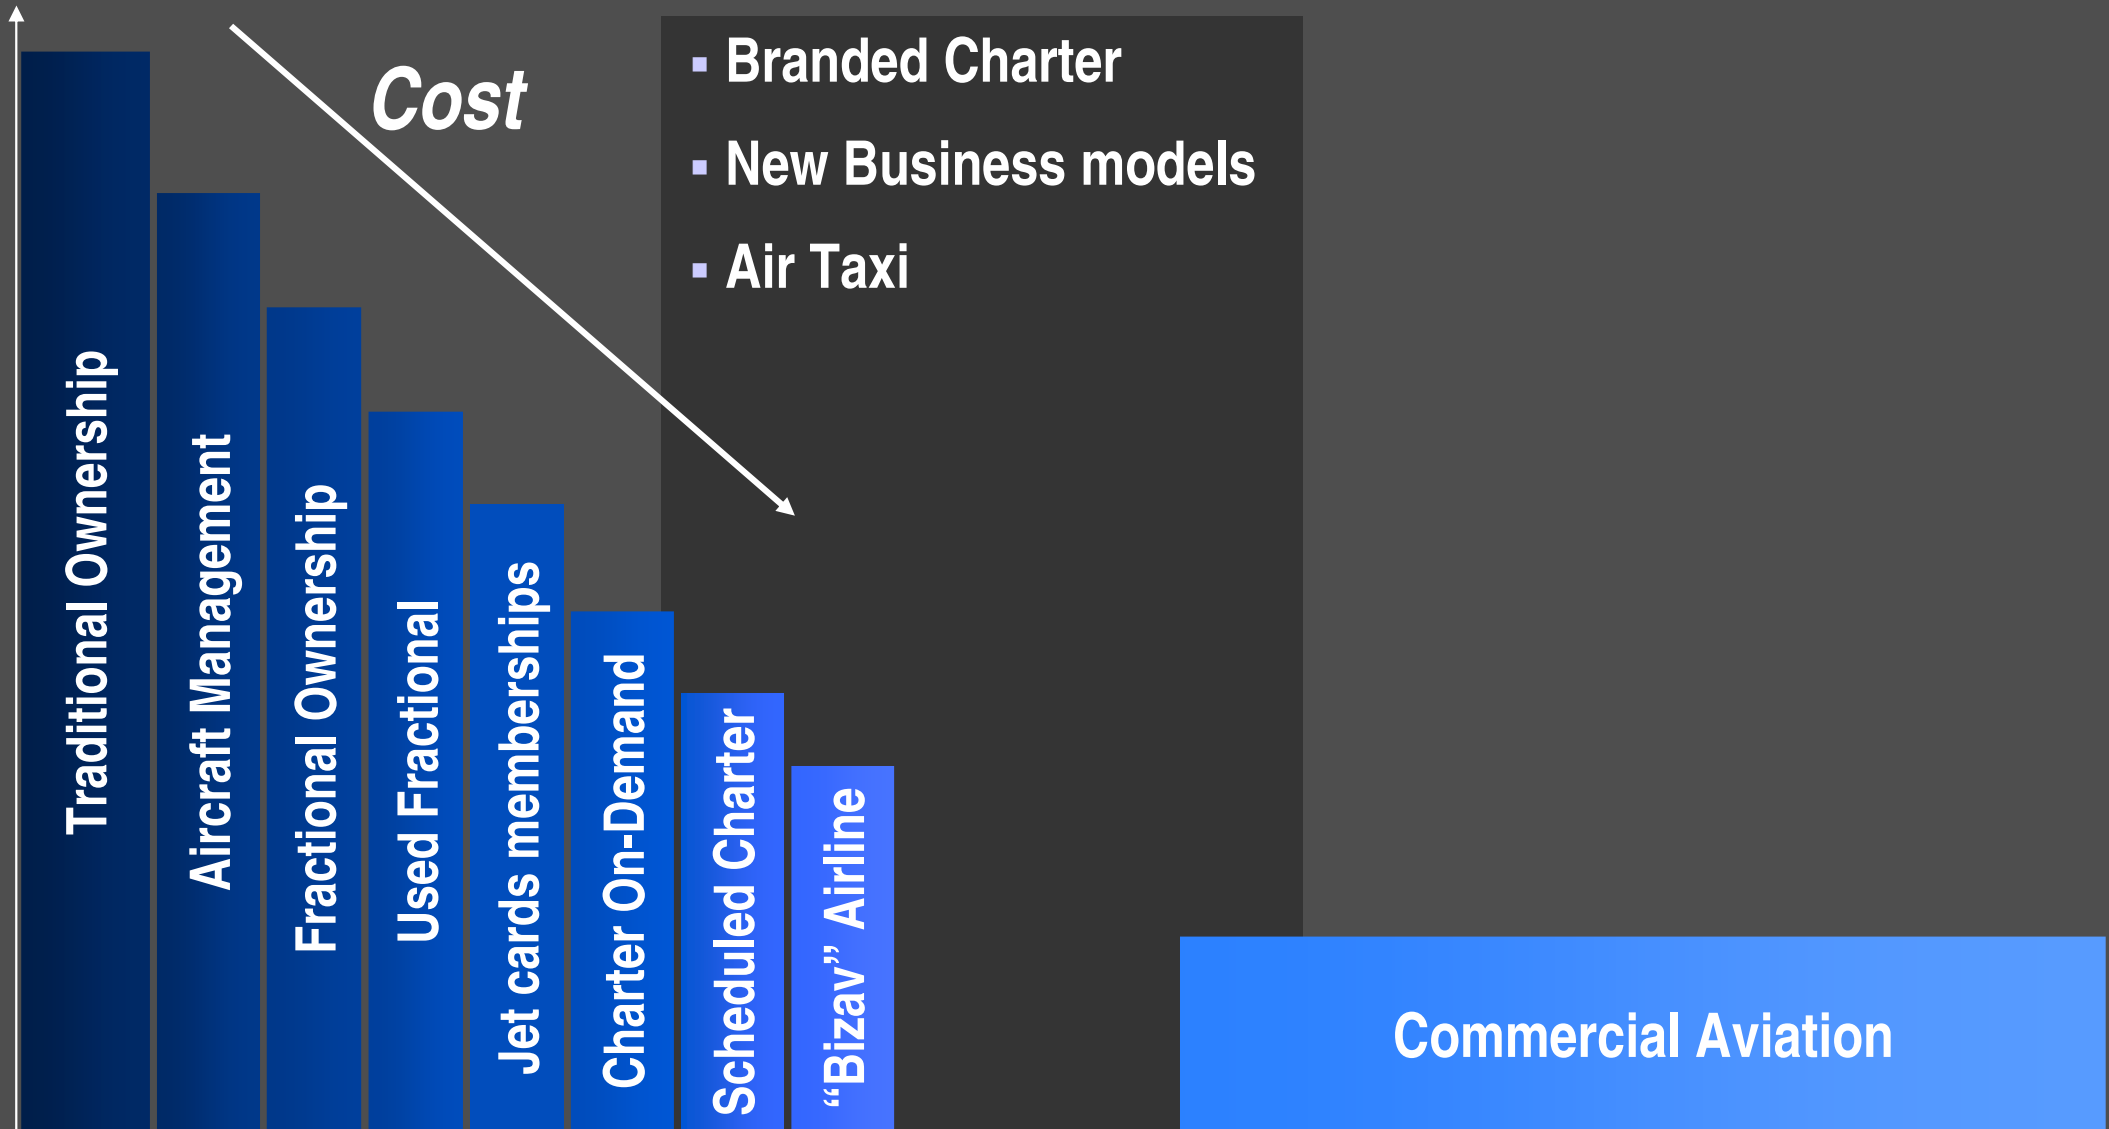 Cost
Branded Charter
New Business models
Air Taxi
Traditional Ownership
Aircraft Management
Fractional Ownership
Used Fractional
Jet cards memberships
Charter On-Demand
Scheduled Charter
“Bizav” Airline
Commercial Aviation